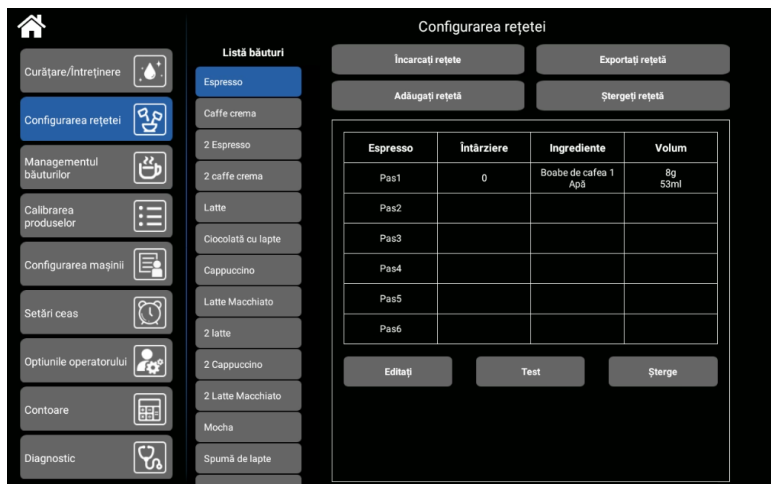 Configurarea rețetei
Curățare/Întreținere
Configurarea rețetei
Managementul
băuturilor
Calibrarea
produselor
Configurarea mașinii
Setări ceas
Optiunile operatorului
Contoare
Diagnostic
Listă băuturi
Espresso
Caffe crema
2 Espresso
2 caffe crema
Latte
Ciocolată cu lapte
Cappuccino
Latte Macchiato
2 latte
2 Cappuccino
2 Latte Macchiato
Mocha
Spumă de lapte
Încarcați rețete
Exportați rețetă
Adăugați rețetă
Ștergeți rețetă
Espresso Întârziere Ingrediente Volum
Pas1 0 Boabe de cafea 1 8g
Apă 53ml
Pas2
Pas3
Pas4
Pas5
Pas6
Editați Test Șterge